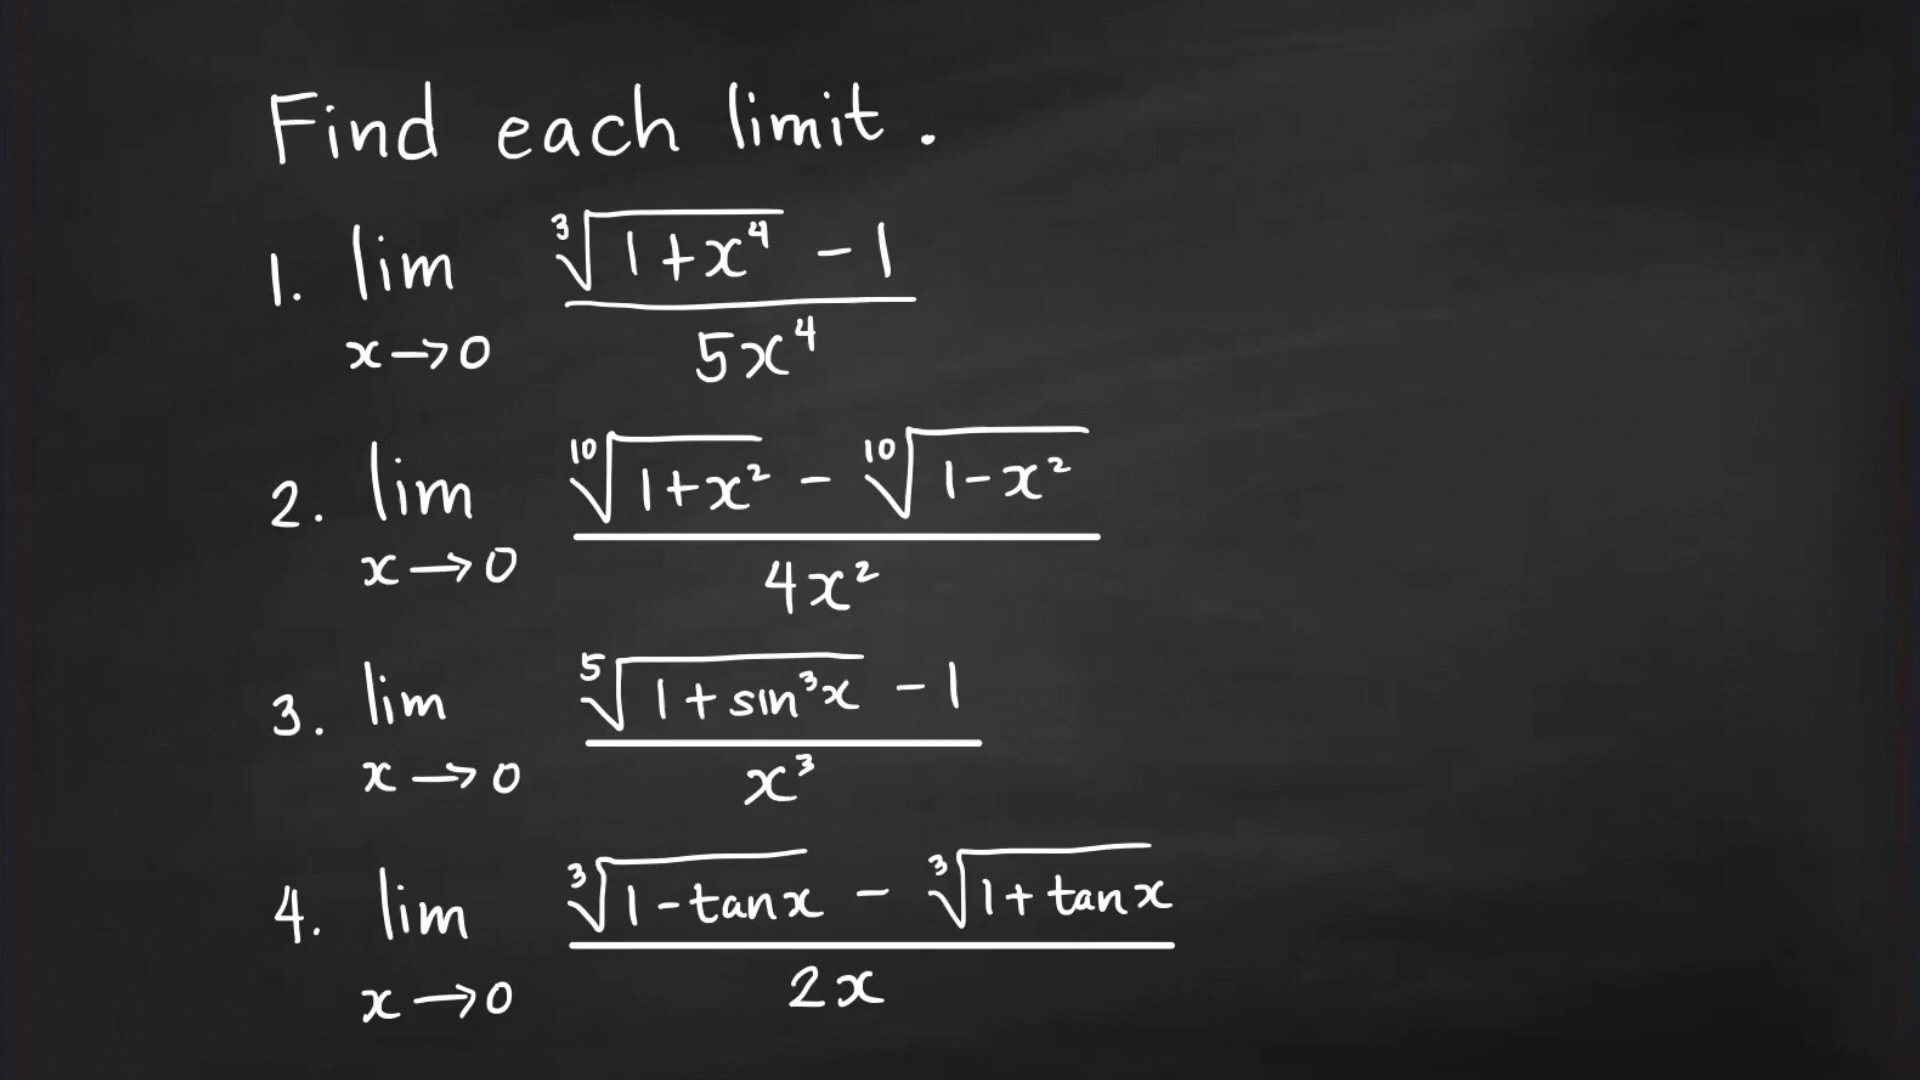 Find each limit.
1. lim x→0 (∛(1+x⁴) − 1) / (5x⁴)
2. lim x→0 (¹⁰√(1+x²) − ¹⁰√(1−x²)) / (4x²)
3. lim x→0 (⁵√(1+sin³x) − 1) / (x³)
4. lim x→0 (∛(1−tanx) − ∛(1+tanx)) / (2x)